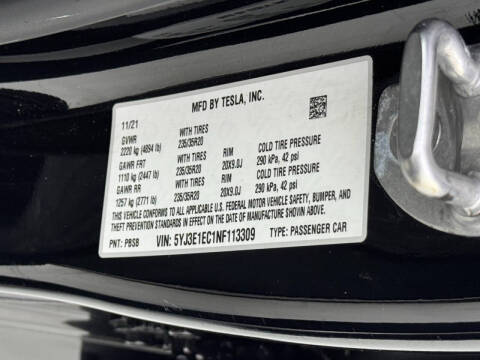 MFD BY TESLA, INC.
11/21
GVWR WITH TIRES
2220 kg (4894 lb) 235/35R20 RIM COLD TIRE PRESSURE
GAWR FRT WITH TIRES 20X9.0J 290 kPa, 42 psi
1110 kg (2447 lb) 235/35R20 RIM COLD TIRE PRESSURE
GAWR RR WITH TIRES 20X9.0J 290 kPa, 42 psi
1257 kg (2771 lb) 235/35R20
THIS VEHICLE CONFORMS TO ALL APPLICABLE U.S. FEDERAL MOTOR VEHICLE SAFETY, BUMPER, AND
THEFT PREVENTION STANDARDS IN EFFECT ON THE DATE OF MANUFACTURE SHOWN ABOVE.
PNT: PBSB VIN: 5YJ3E1EC1NF113309 TYPE: PASSENGER CAR